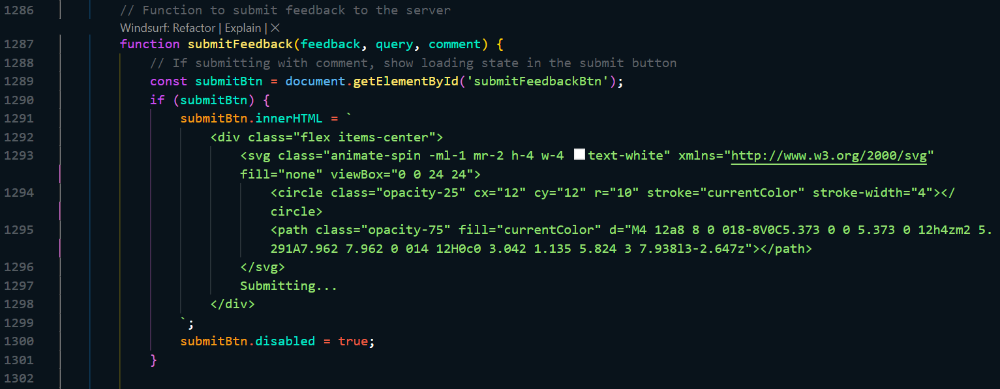 1286 // Function to submit feedback to the server
Windsurf: Refactor | Explain | ×
1287 function submitFeedback(feedback, query, comment) {
1288 // If submitting with comment, show loading state in the submit button
1289 const submitBtn = document.getElementById('submitFeedbackBtn');
1290 if (submitBtn) {
1291 submitBtn.innerHTML = `
1292 <div class="flex items-center">
1293 <svg class="animate-spin -ml-1 mr-2 h-4 w-4 text-white" xmlns="http://www.w3.org/2000/svg"
fill="none" viewBox="0 0 24 24">
1294 <circle class="opacity-25" cx="12" cy="12" r="10" stroke="currentColor" stroke-width="4"></
circle>
1295 <path class="opacity-75" fill="currentColor" d="M4 12a8 8 0 018-8V0C5.373 0 0 5.373 0 12h4zm2 5.
291A7.962 7.962 0 014 12H0c0 3.042 1.135 5.824 3 7.938l3-2.647z"></path>
1296 </svg>
1297 Submitting...
1298 </div>
1299 `;
1300 submitBtn.disabled = true;
1301 }
1302